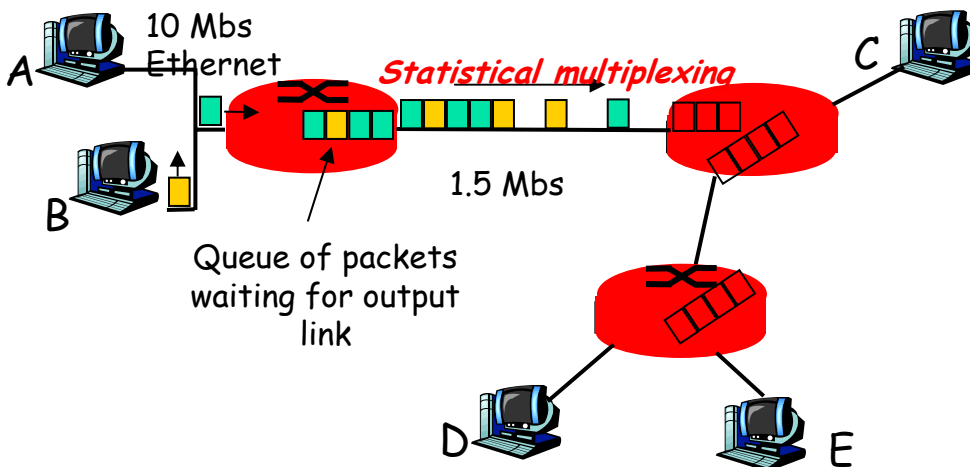 A
10 Mbs
Ethernet
Statistical multiplexing
C
B
1.5 Mbs
Queue of packets
waiting for output
link
D
E